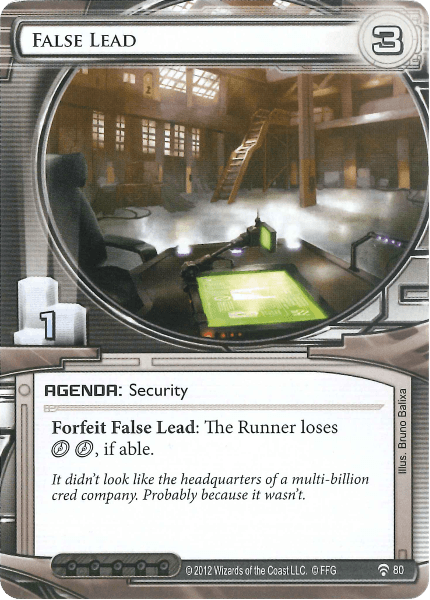 FALSE LEAD
3
1
AGENDA: Security
Forfeit False Lead: The Runner loses
, if able.
It didn't look like the headquarters of a multi-billion
cred company. Probably because it wasn't.
Illus. Bruno Balixa
© 2012 Wizards of the Coast LLC. © FFG
80